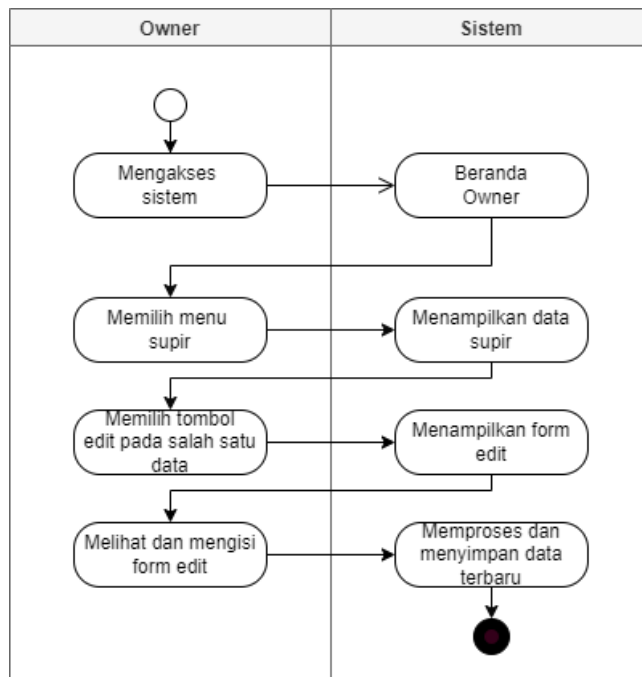 Owner
Sistem
Mengakses
sistem
Beranda
Owner
Memilih menu
supir
Menampilkan data
supir
Memilih tombol
edit pada salah satu
data
Menampilkan form
edit
Melihat dan mengisi
form edit
Memproses dan
menyimpan data
terbaru